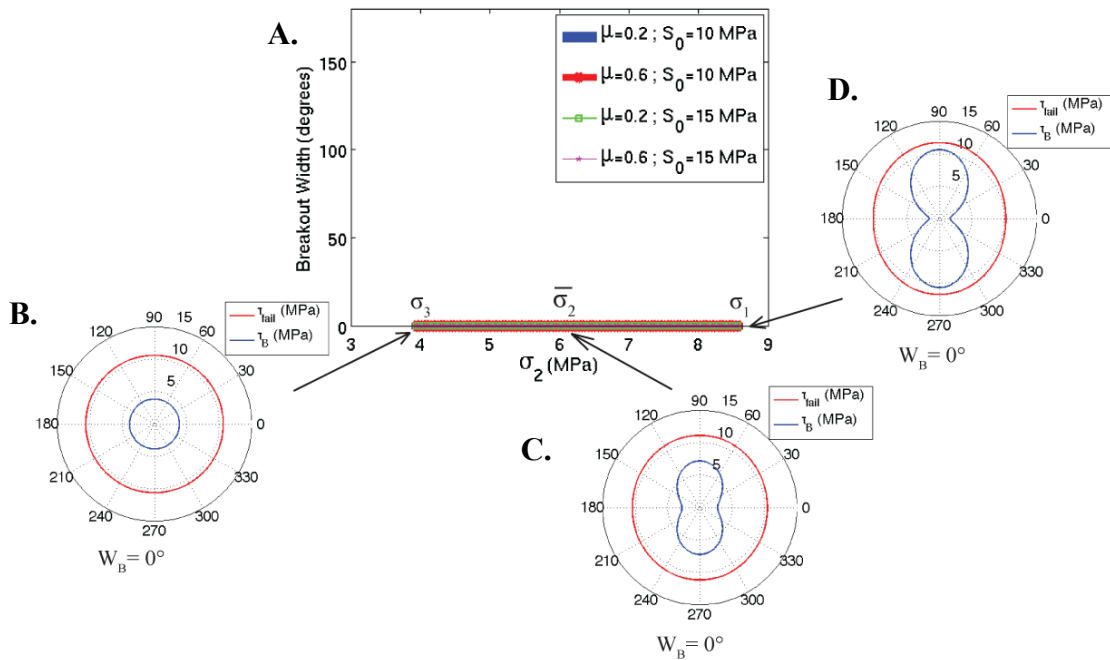 A.
Breakout Width (degrees)
150
100
50
0
μ=0.2 ; S₀=10 MPa
μ=0.6 ; S₀=10 MPa
μ=0.2 ; S₀=15 MPa
μ=0.6 ; S₀=15 MPa
σ₃
σ̅₂
σ₁
3 4 5 6 7 8 9
σ₂ (MPa)
B.
τfail (MPa)
τB (MPa)
90
15
120 60
10
150 30
5
180 0
210 330
240 300
270
W_B = 0°
C.
τfail (MPa)
τB (MPa)
90
15
120 60
10
150 30
5
180 0
210 330
240 300
270
W_B = 0°
D.
τfail (MPa)
τB (MPa)
90
15
120 60
10
150 30
5
180 0
210 330
240 300
270
W_B = 0°